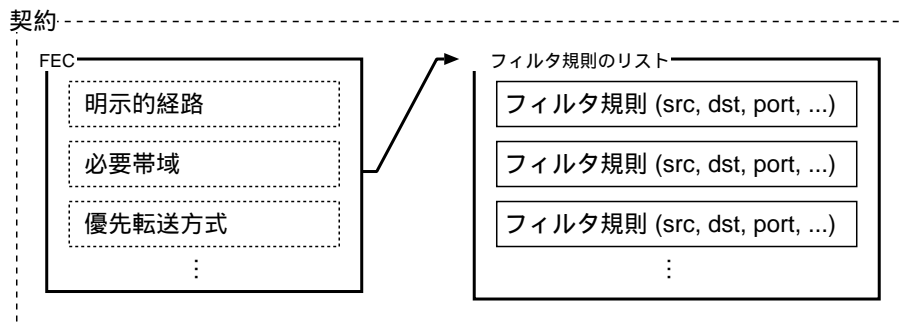 契約
FEC
明示的経路
必要帯域
優先転送方式
⋮
フィルタ規則のリスト
フィルタ規則 (src, dst, port, ...)
フィルタ規則 (src, dst, port, ...)
フィルタ規則 (src, dst, port, ...)
⋮